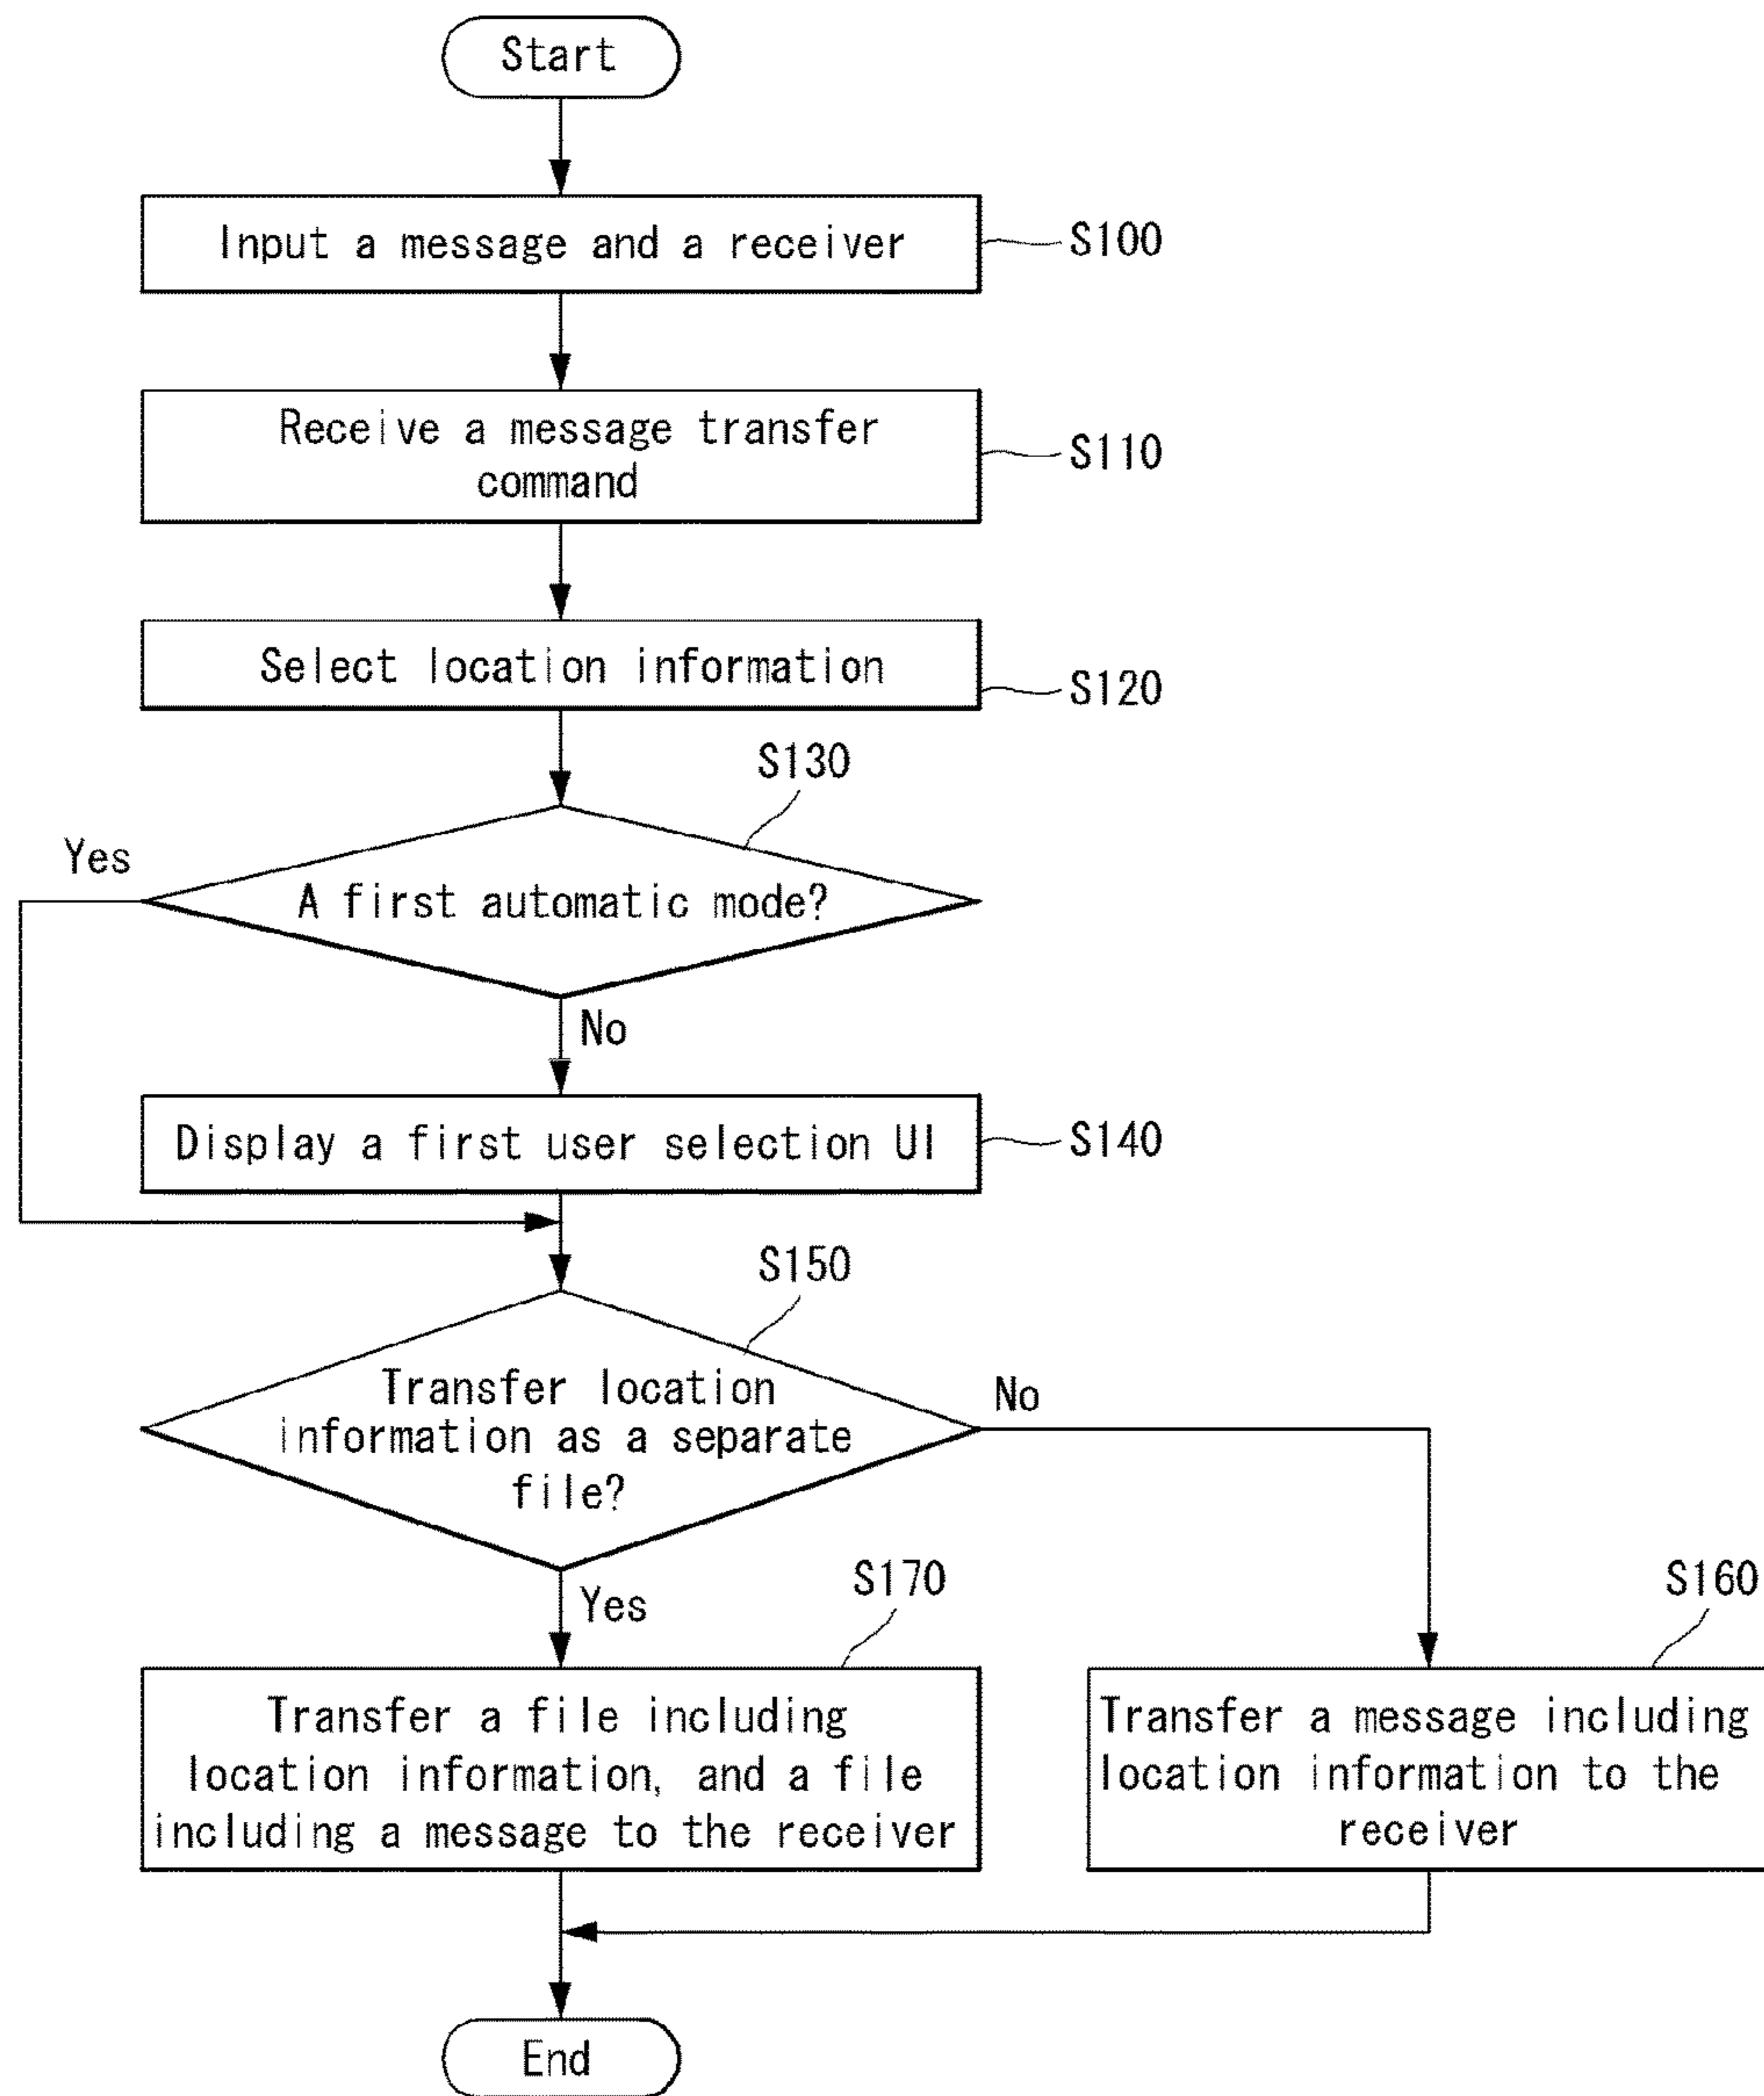 Start
Input a message and a receiver
S100
Receive a message transfer
command
S110
Select location information
S120
S130
Yes
A first automatic mode?
No
Display a first user selection UI
S140
S150
Transfer location
information as a separate
file?
No
Yes
S170
S160
Transfer a file including
location information, and a file
including a message to the receiver
Transfer a message including
location information to the
receiver
End